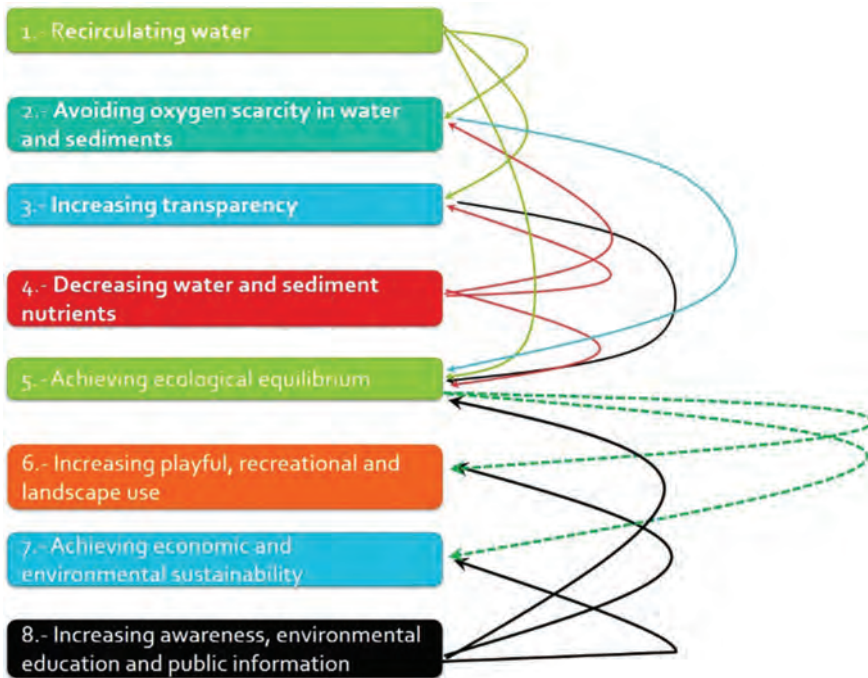 1.- Recirculating water
2.- Avoiding oxygen scarcity in water
and sediments
3.- Increasing transparency
4.- Decreasing water and sediment
nutrients
5.- Achieving ecological equilibrium
6.- Increasing playful, recreational and
landscape use
7.- Achieving economic and
environmental sustainability
8.- Increasing awareness, environmental
education and public information